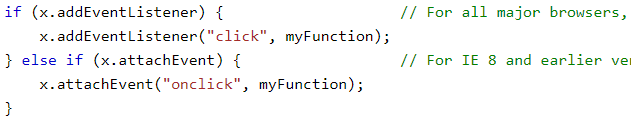 if (x.addEventListener) {                      // For all major browsers,
    x.addEventListener("click", myFunction);
} else if (x.attachEvent) {                    // For IE 8 and earlier
    x.attachEvent("onclick", myFunction);
}